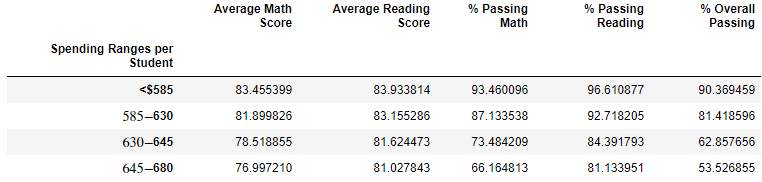 Average Math Average Reading % Passing % Passing % Overall
Score Score Math Reading Passing
Spending Ranges per
Student
<$585 83.455399 83.933814 93.460096 96.610877 90.369459
585−630 81.899826 83.155286 87.133538 92.718205 81.418596
630−645 78.518855 81.624473 73.484209 84.391793 62.857656
645−680 76.997210 81.027843 66.164813 81.133951 53.526855